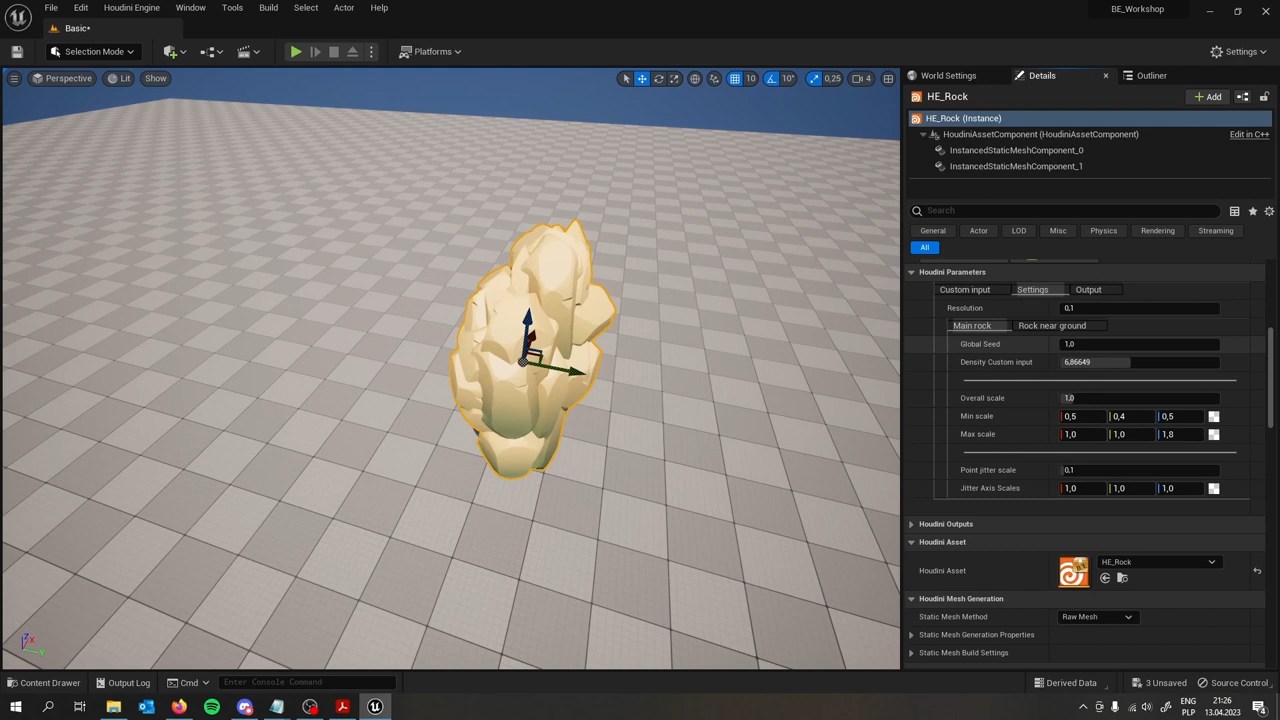 File Edit Houdini Engine Window Tools Build Select Actor Help
BE_Workshop
Basic*
Selection Mode
Platforms
Settings
Perspective Lit Show
10 10° 0,25 4
World Settings Details Outliner
HE_Rock
Add
HE_Rock (Instance)
HoudiniAssetComponent (HoudiniAssetComponent) Edit in C++
InstancedStaticMeshComponent_0
InstancedStaticMeshComponent_1
Search
General Actor LOD Misc Physics Rendering Streaming
All
Houdini Parameters
Custom input Settings Output
Resolution 0,1
Main rock Rock near ground
Global Seed 1,0
Density Custom input 6,86649
Overall scale 1,0
Min scale 0,5 0,4 0,5
Max scale 1,0 1,0 1,8
Point jitter scale 0,1
Jitter Axis Scales 1,0 1,0 1,0
Houdini Outputs
Houdini Asset
Houdini Asset HE_Rock
Houdini Mesh Generation
Static Mesh Method Raw Mesh
Static Mesh Generation Properties
Static Mesh Build Settings
Content Drawer Output Log Cmd Enter Console Command
Derived Data 3 Unsaved Source Control
21:26
PLP 13.04.2023